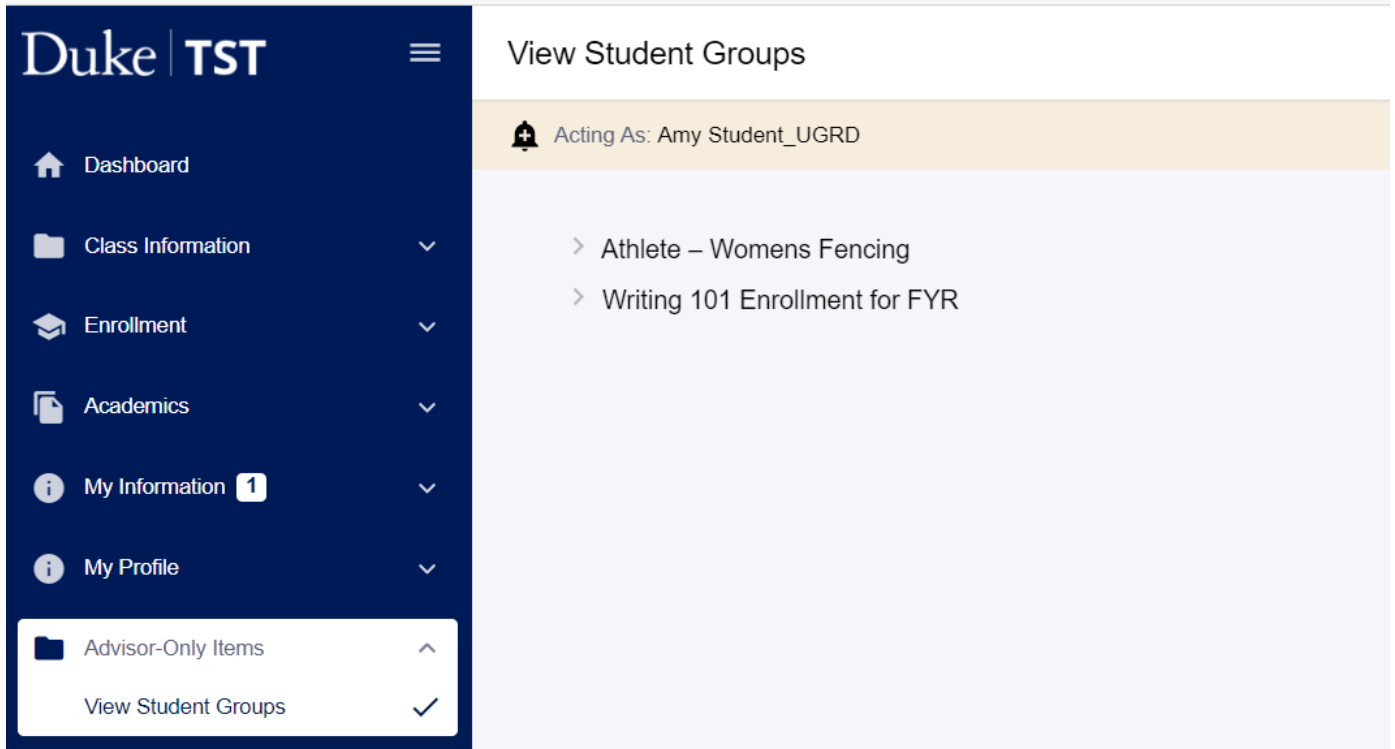 Duke TST
Dashboard
Class Information
Enrollment
Academics
My Information 1
My Profile
Advisor-Only Items
View Student Groups
View Student Groups
Acting As: Amy Student_UGRD
Athlete – Womens Fencing
Writing 101 Enrollment for FYR